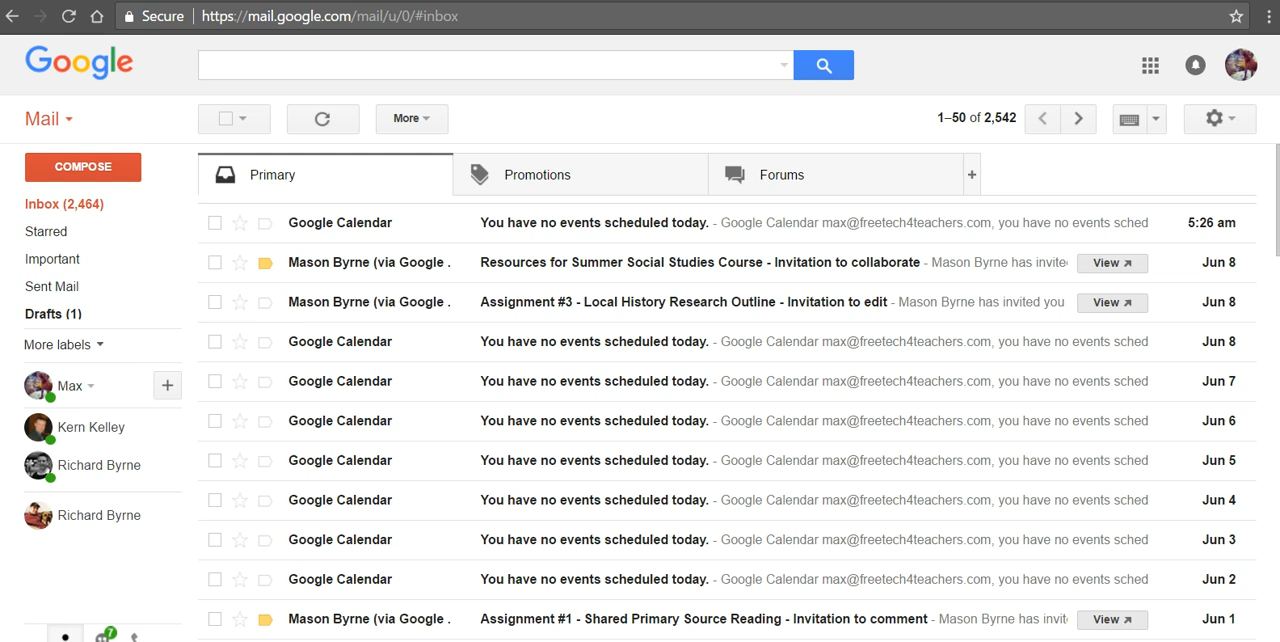 Secure https://mail.google.com/mail/u/0/#inbox
Google
Mail More 1–50 of 2,542
COMPOSE
Primary Promotions Forums +
Inbox (2,464)
Starred
Important
Sent Mail
Drafts (1)
More labels
Max +
Kern Kelley
Richard Byrne
Richard Byrne
7
Google Calendar You have no events scheduled today. - Google Calendar max@freetech4teachers.com, you have no events sched 5:26 am
Mason Byrne (via Google . Resources for Summer Social Studies Course - Invitation to collaborate - Mason Byrne has invite View Jun 8
Mason Byrne (via Google . Assignment #3 - Local History Research Outline - Invitation to edit - Mason Byrne has invited you View Jun 8
Google Calendar You have no events scheduled today. - Google Calendar max@freetech4teachers.com, you have no events sched Jun 8
Google Calendar You have no events scheduled today. - Google Calendar max@freetech4teachers.com, you have no events sched Jun 7
Google Calendar You have no events scheduled today. - Google Calendar max@freetech4teachers.com, you have no events sched Jun 6
Google Calendar You have no events scheduled today. - Google Calendar max@freetech4teachers.com, you have no events sched Jun 5
Google Calendar You have no events scheduled today. - Google Calendar max@freetech4teachers.com, you have no events sched Jun 4
Google Calendar You have no events scheduled today. - Google Calendar max@freetech4teachers.com, you have no events sched Jun 3
Google Calendar You have no events scheduled today. - Google Calendar max@freetech4teachers.com, you have no events sched Jun 2
Mason Byrne (via Google . Assignment #1 - Shared Primary Source Reading - Invitation to comment - Mason Byrne has invit View Jun 1